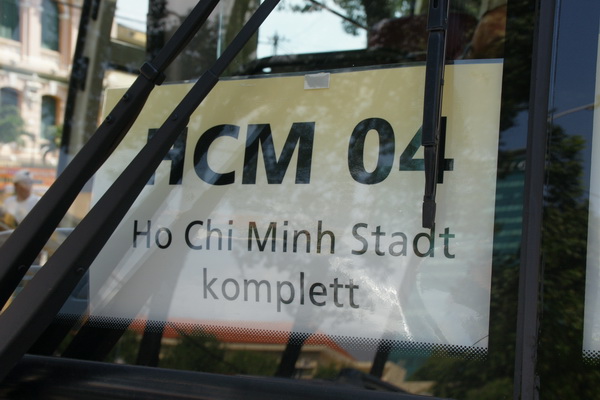 HCM 04
Ho Chi Minh Stadt
komplett